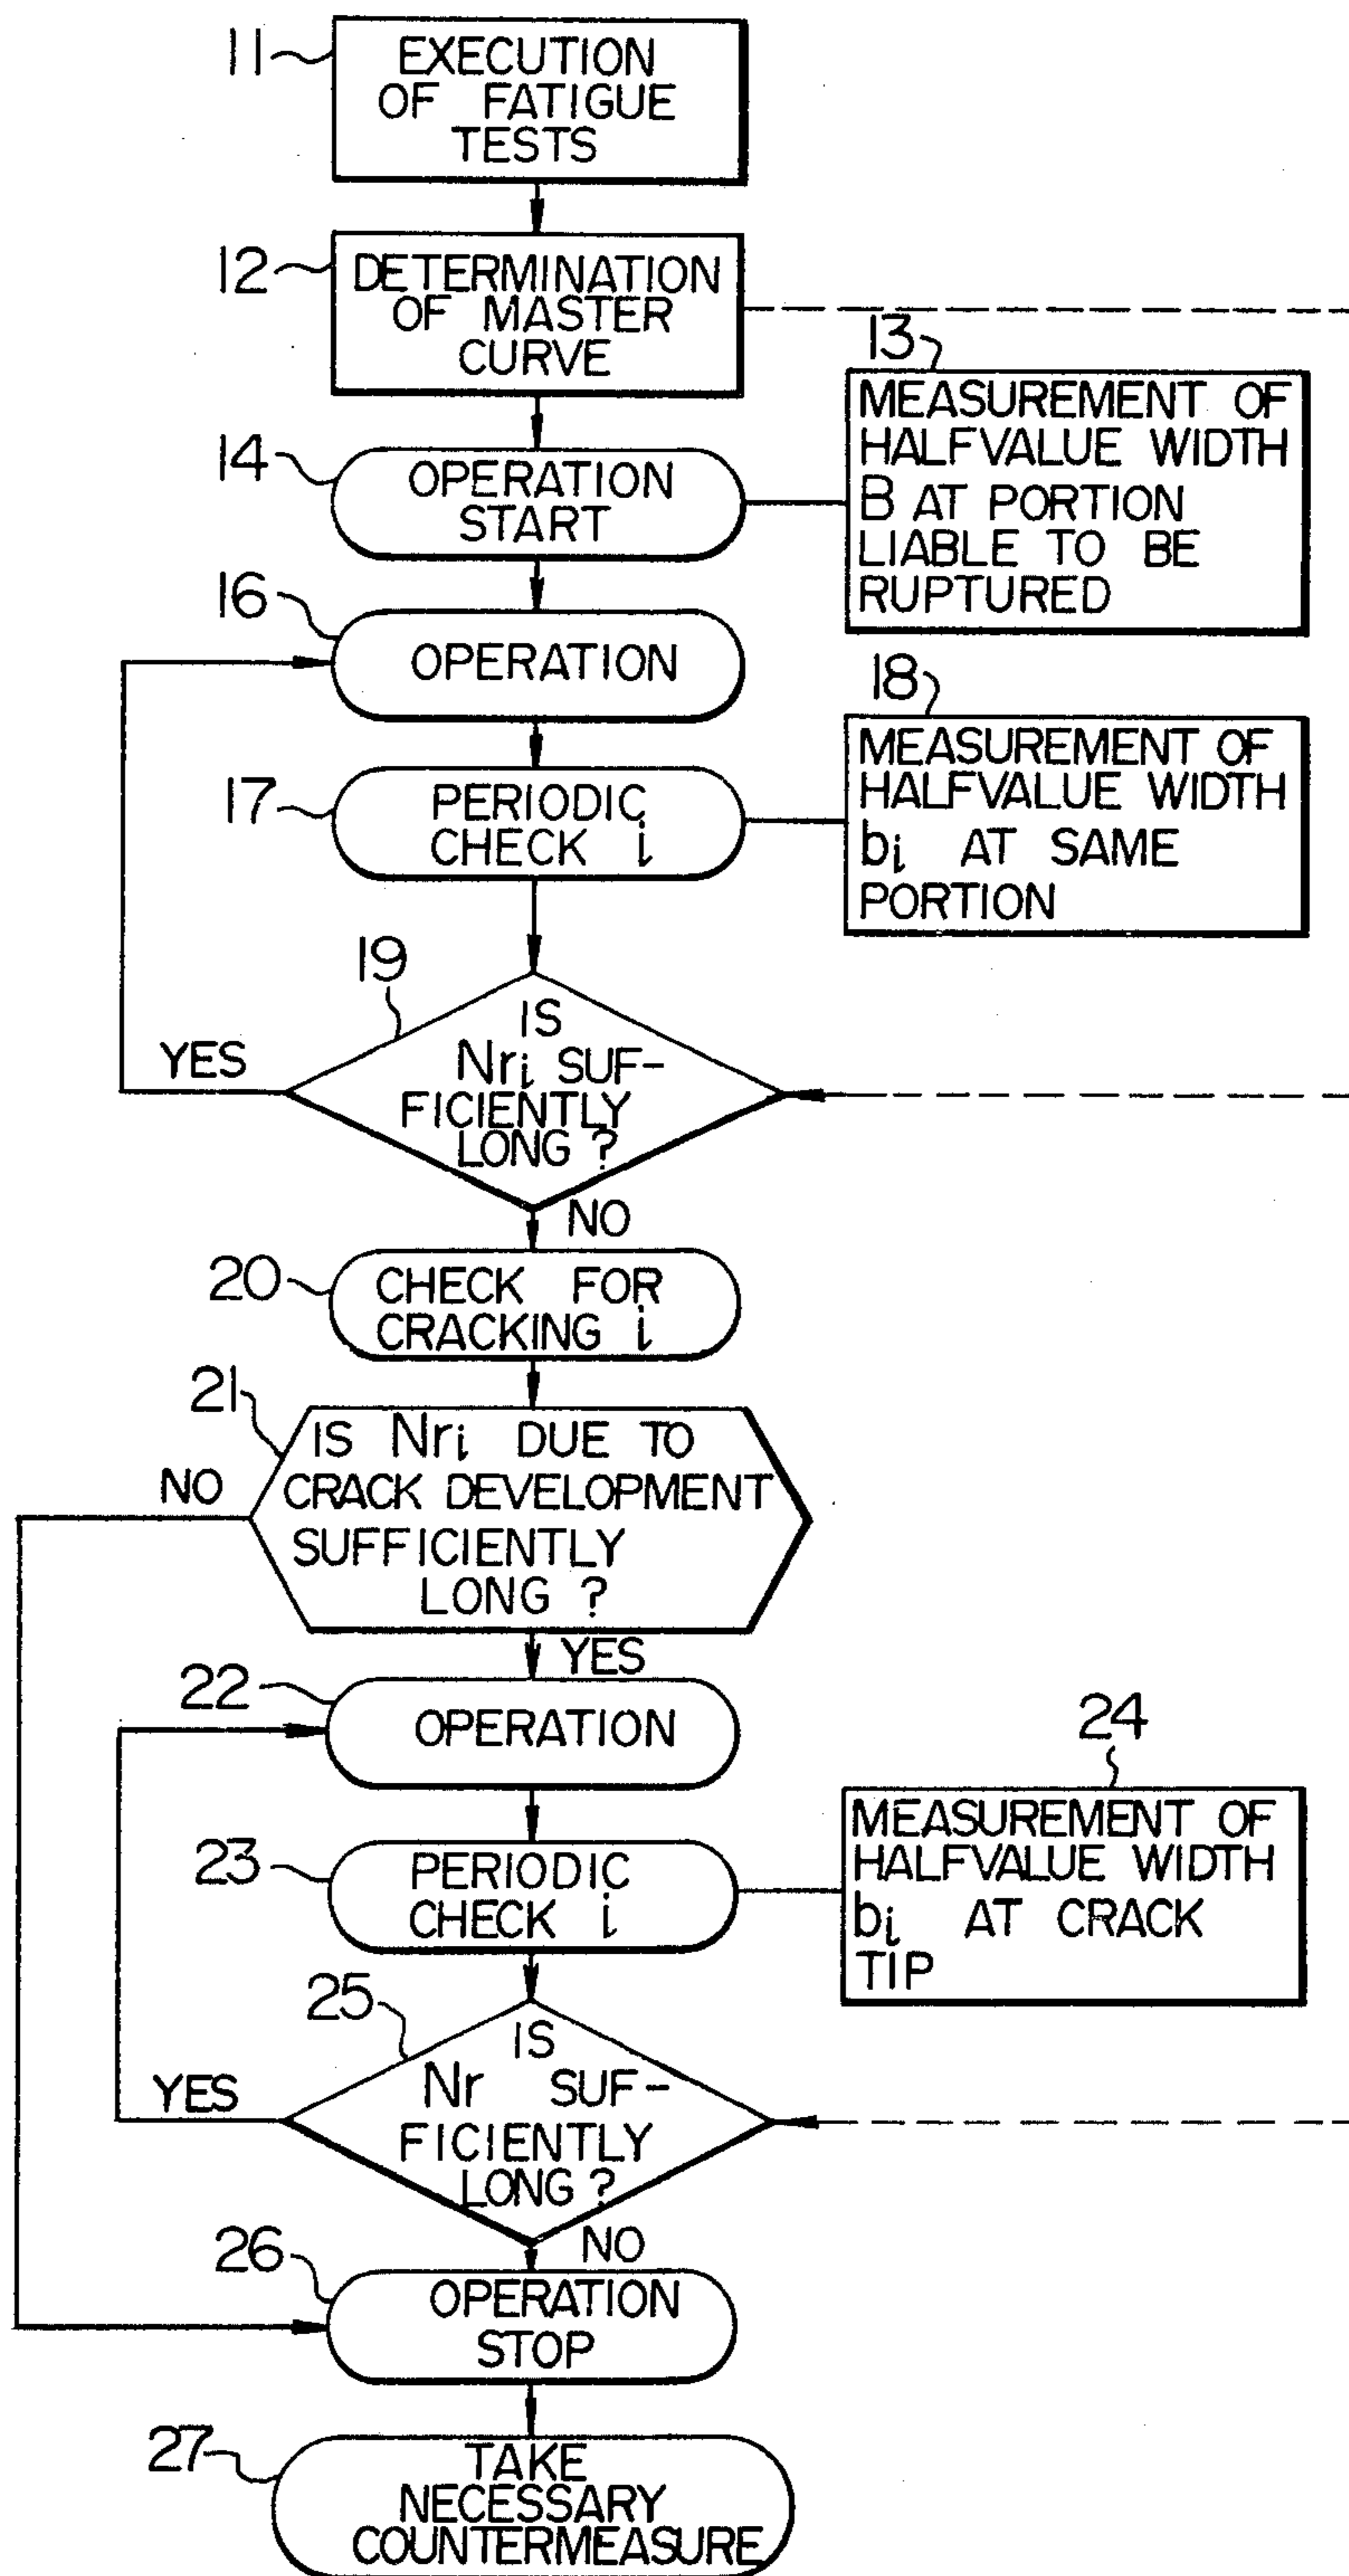 11
EXECUTION
OF FATIGUE
TESTS
12
DETERMINATION
OF MASTER
CURVE
13
MEASUREMENT OF
HALFVALUE WIDTH
B AT PORTION
LIABLE TO BE
RUPTURED
14
OPERATION
START
16
OPERATION
17
PERIODIC
CHECK i
18
MEASUREMENT OF
HALFVALUE WIDTH
bi AT SAME
PORTION
19
IS
Nri SUF-
FICIENTLY
LONG ?
YES
NO
20
CHECK FOR
CRACKING i
21
IS Nri DUE TO
CRACK DEVELOPMENT
SUFFICIENTLY
LONG ?
NO
YES
22
OPERATION
23
PERIODIC
CHECK i
24
MEASUREMENT OF
HALFVALUE WIDTH
bi AT CRACK
TIP
25
IS
Nr SUF-
FICIENTLY
LONG ?
YES
NO
26
OPERATION
STOP
27
TAKE
NECESSARY
COUNTERMEASURE